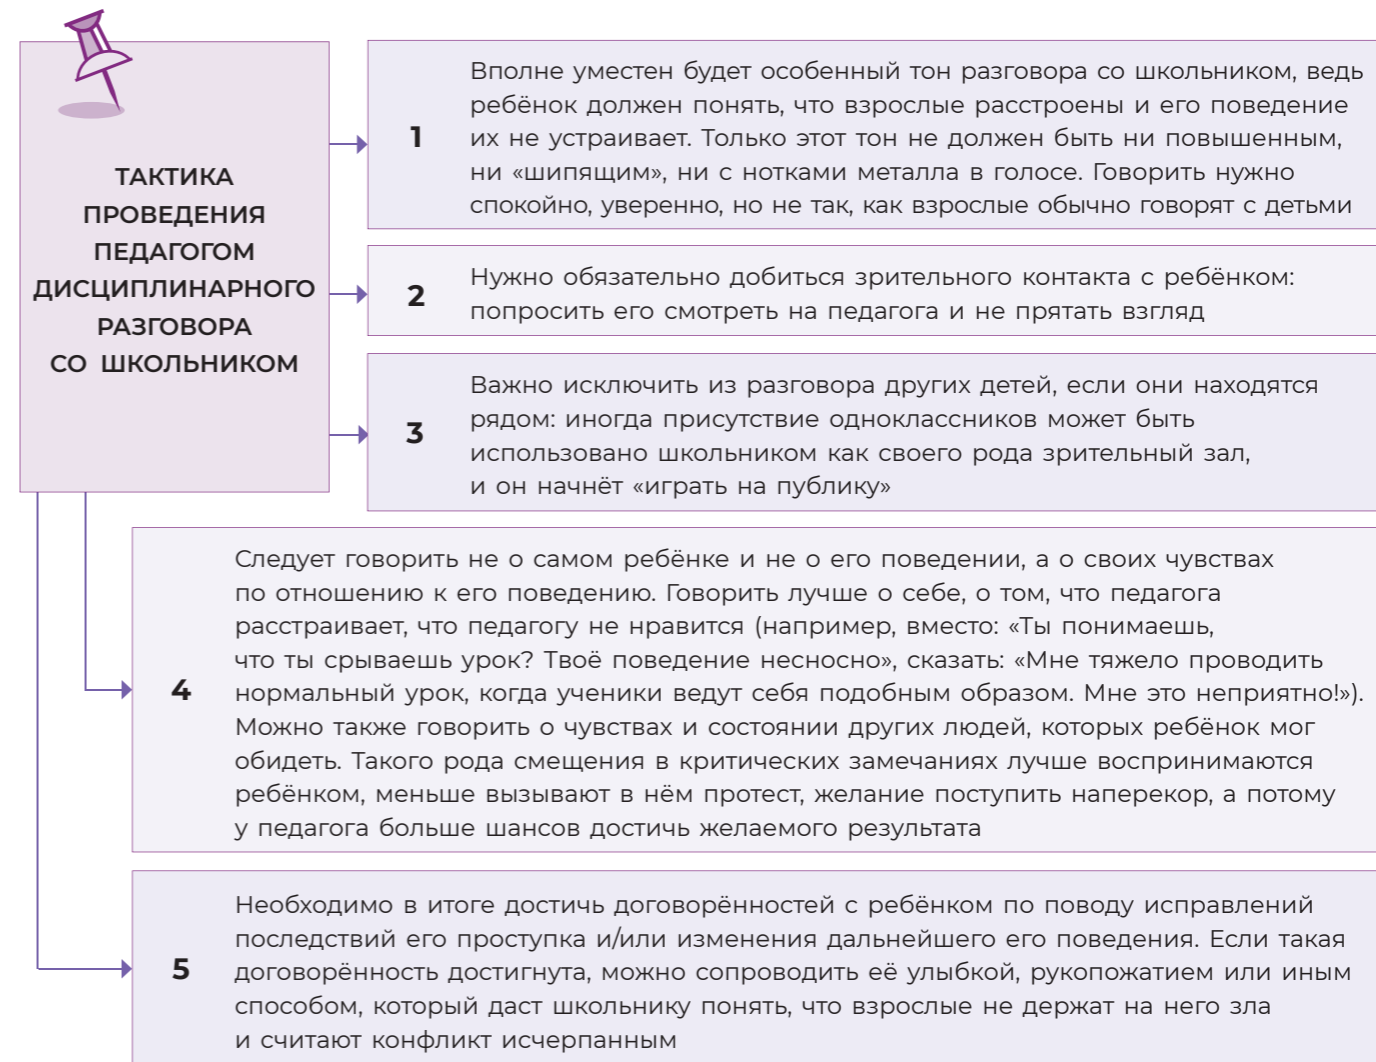 ТАКТИКА
ПРОВЕДЕНИЯ
ПЕДАГОГОМ
ДИСЦИПЛИНАРНОГО
РАЗГОВОРА
СО ШКОЛЬНИКОМ
1
Вполне уместен будет особенный тон разговора со школьником, ведь
ребёнок должен понять, что взрослые расстроены и его поведение
их не устраивает. Только этот тон не должен быть ни повышенным,
ни «шипящим», ни с нотками металла в голосе. Говорить нужно
спокойно, уверенно, но не так, как взрослые обычно говорят с детьми
2
Нужно обязательно добиться зрительного контакта с ребёнком:
попросить его смотреть на педагога и не прятать взгляд
3
Важно исключить из разговора других детей, если они находятся
рядом: иногда присутствие одноклассников может быть
использовано школьником как своего рода зрительный зал,
и он начнёт «играть на публику»
4
Следует говорить не о самом ребёнке и не о его поведении, а о своих чувствах
по отношению к его поведению. Говорить лучше о себе, о том, что педагога
расстраивает, что педагогу не нравится (например, вместо: «Ты понимаешь,
что ты срываешь урок? Твоё поведение несносно», сказать: «Мне тяжело проводить
нормальный урок, когда ученики ведут себя подобным образом. Мне это неприятно!»).
Можно также говорить о чувствах и состоянии других людей, которых ребёнок мог
обидеть. Такого рода смещения в критических замечаниях лучше воспринимаются
ребёнком, меньше вызывают в нём протест, желание поступить наперекор, а потому
у педагога больше шансов достичь желаемого результата
5
Необходимо в итоге достичь договорённостей с ребёнком по поводу исправлений
последствий его проступка и/или изменения дальнейшего его поведения. Если такая
договорённость достигнута, можно сопроводить её улыбкой, рукопожатием или иным
способом, который даст школьнику понять, что взрослые не держат на него зла
и считают конфликт исчерпанным